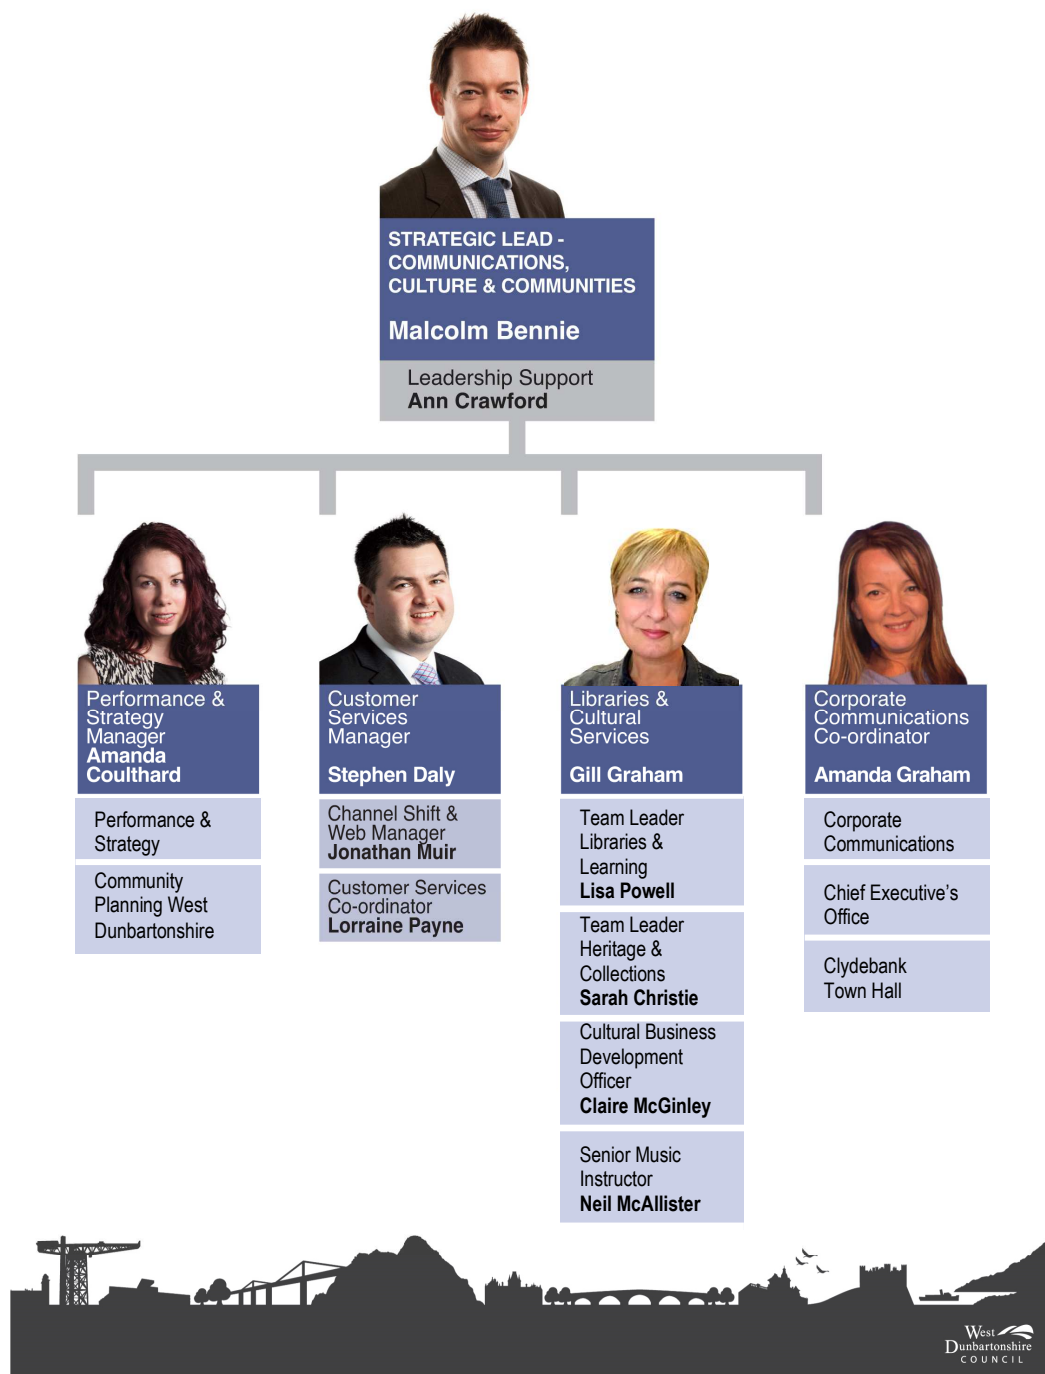 STRATEGIC LEAD -
COMMUNICATIONS,
CULTURE & COMMUNITIES
Malcolm Bennie
Leadership Support
Ann Crawford
Performance &
Strategy
Manager
Amanda
Coulthard
Performance &
Strategy
Community
Planning West
Dunbartonshire
Customer
Services
Manager
Stephen Daly
Channel Shift &
Web Manager
Jonathan Muir
Customer Services
Co-ordinator
Lorraine Payne
Libraries &
Cultural
Services
Gill Graham
Team Leader
Libraries &
Learning
Lisa Powell
Team Leader
Heritage &
Collections
Sarah Christie
Cultural Business
Development
Officer
Claire McGinley
Senior Music
Instructor
Neil McAllister
Corporate
Communications
Co-ordinator
Amanda Graham
Corporate
Communications
Chief Executive’s
Office
Clydebank
Town Hall
West
Dunbartonshire
COUNCIL